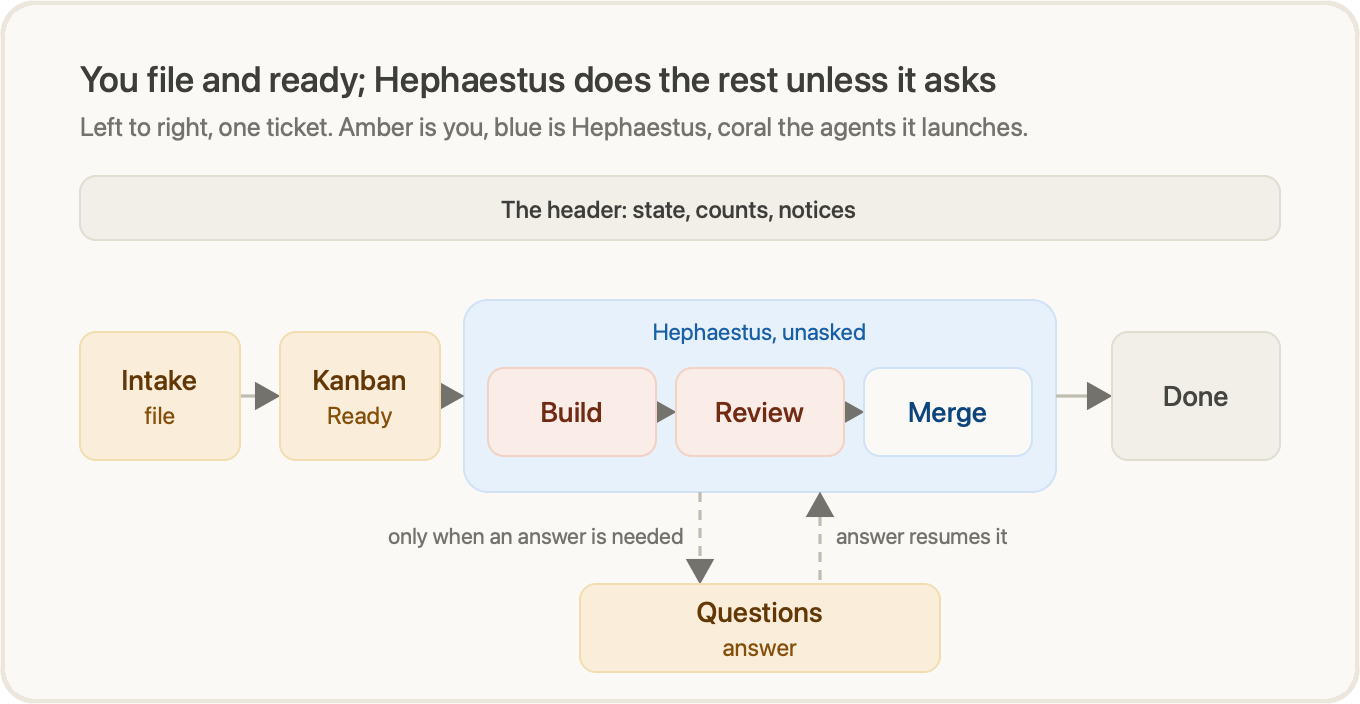 You file and ready; Hephaestus does the rest unless it asks
Left to right, one ticket. Amber is you, blue is Hephaestus, coral the agents it launches.
The header: state, counts, notices
Intake
file
Kanban
Ready
Hephaestus, unasked
Build
Review
Merge
Done
only when an answer is needed
answer resumes it
Questions
answer